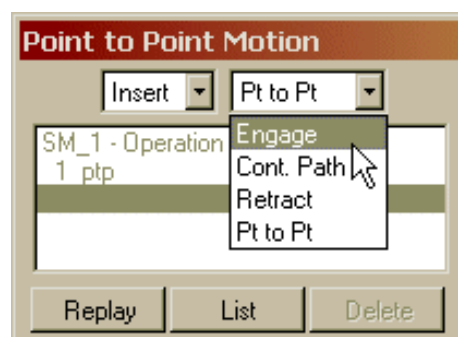 Point to Point Motion
Insert Pt to Pt
SM_1 - Operation
1 ptp
Engage
Cont. Path
Retract
Pt to Pt
Replay List Delete